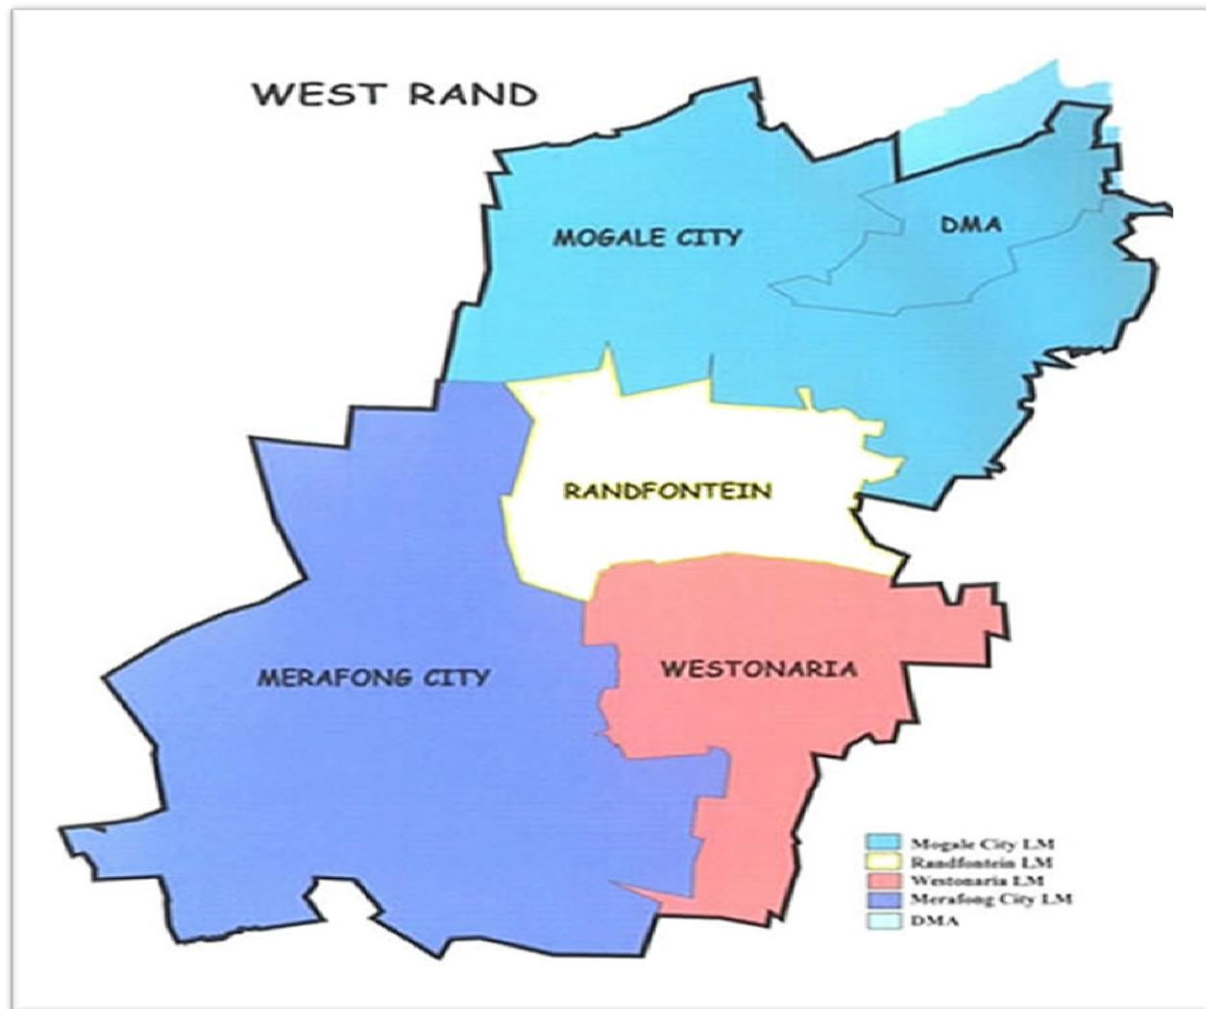 WEST RAND
MOGALE CITY
DMA
RANDFONTEIN
MERAFONG CITY
WESTONARIA
Mogale City LM
Randfontein LM
Westonaria LM
Merafong City LM
DMA